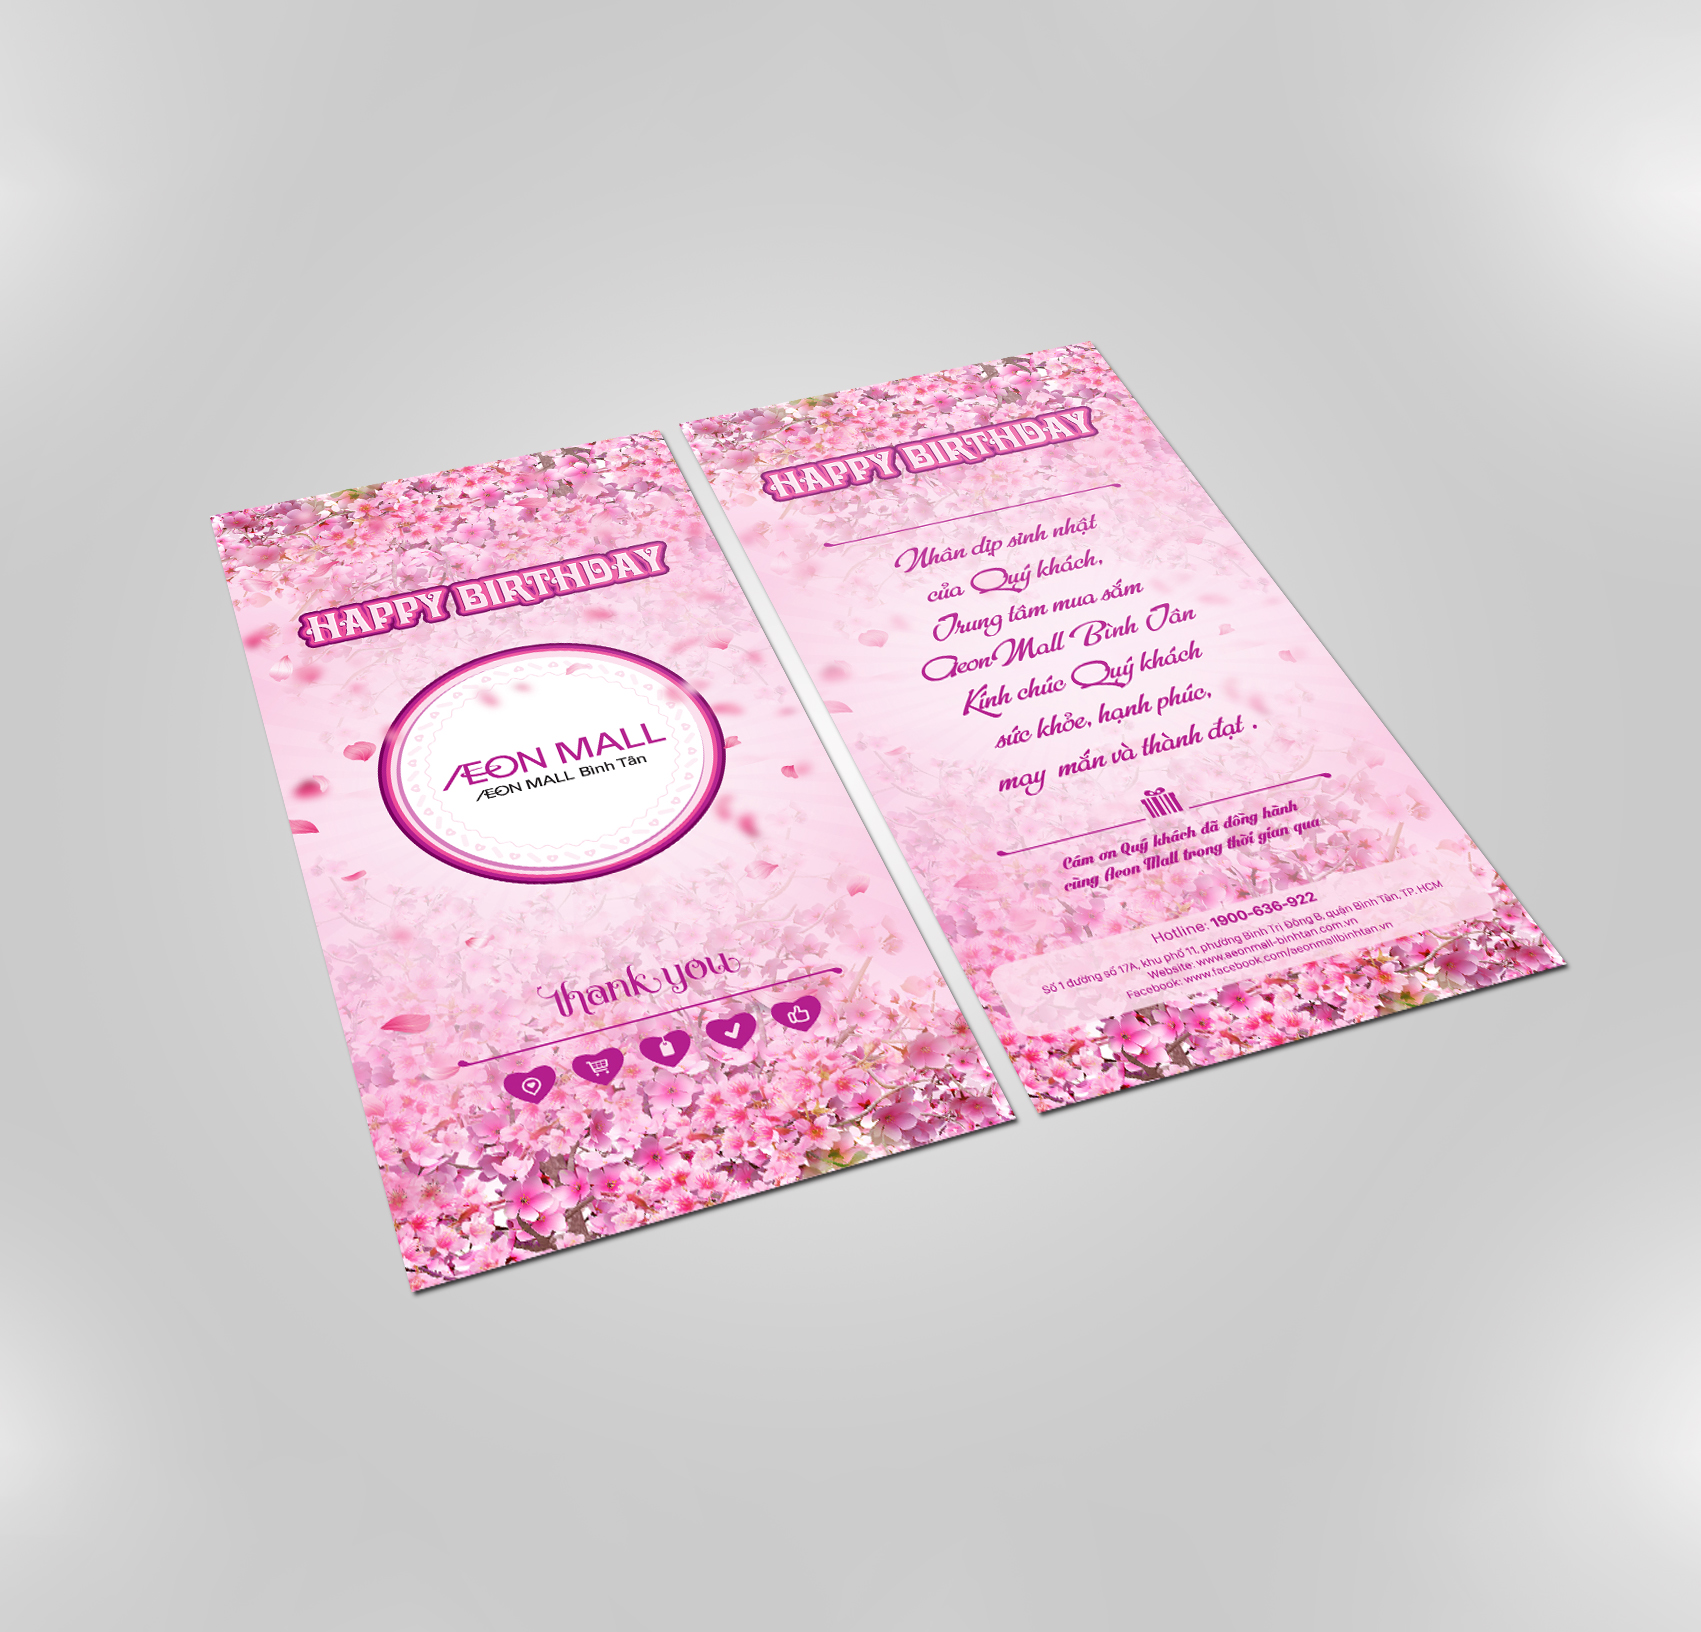 HAPPY BIRTHDAY
ÆON MALL
ÆON MALL Bình Tân
thank you
HAPPY BIRTHDAY
Nhân dịp sinh nhật
của Quý khách,
Trung tâm mua sắm
AeonMall Bình Tân
Kính chúc Quý khách
sức khỏe, hạnh phúc,
may mắn và thành đạt .
Cám ơn Quý khách đã đồng hành
cùng Aeon Mall trong thời gian qua
Hotline: 1900-636-922
Số 1 đường số 17A, khu phố 11, phường Bình Trị Đông B, quận Bình Tân, TP. HCM
Website: www.aeonmall-binhtan.com.vn
Facebook: www.facebook.com/aeonmallbinhtan.vn